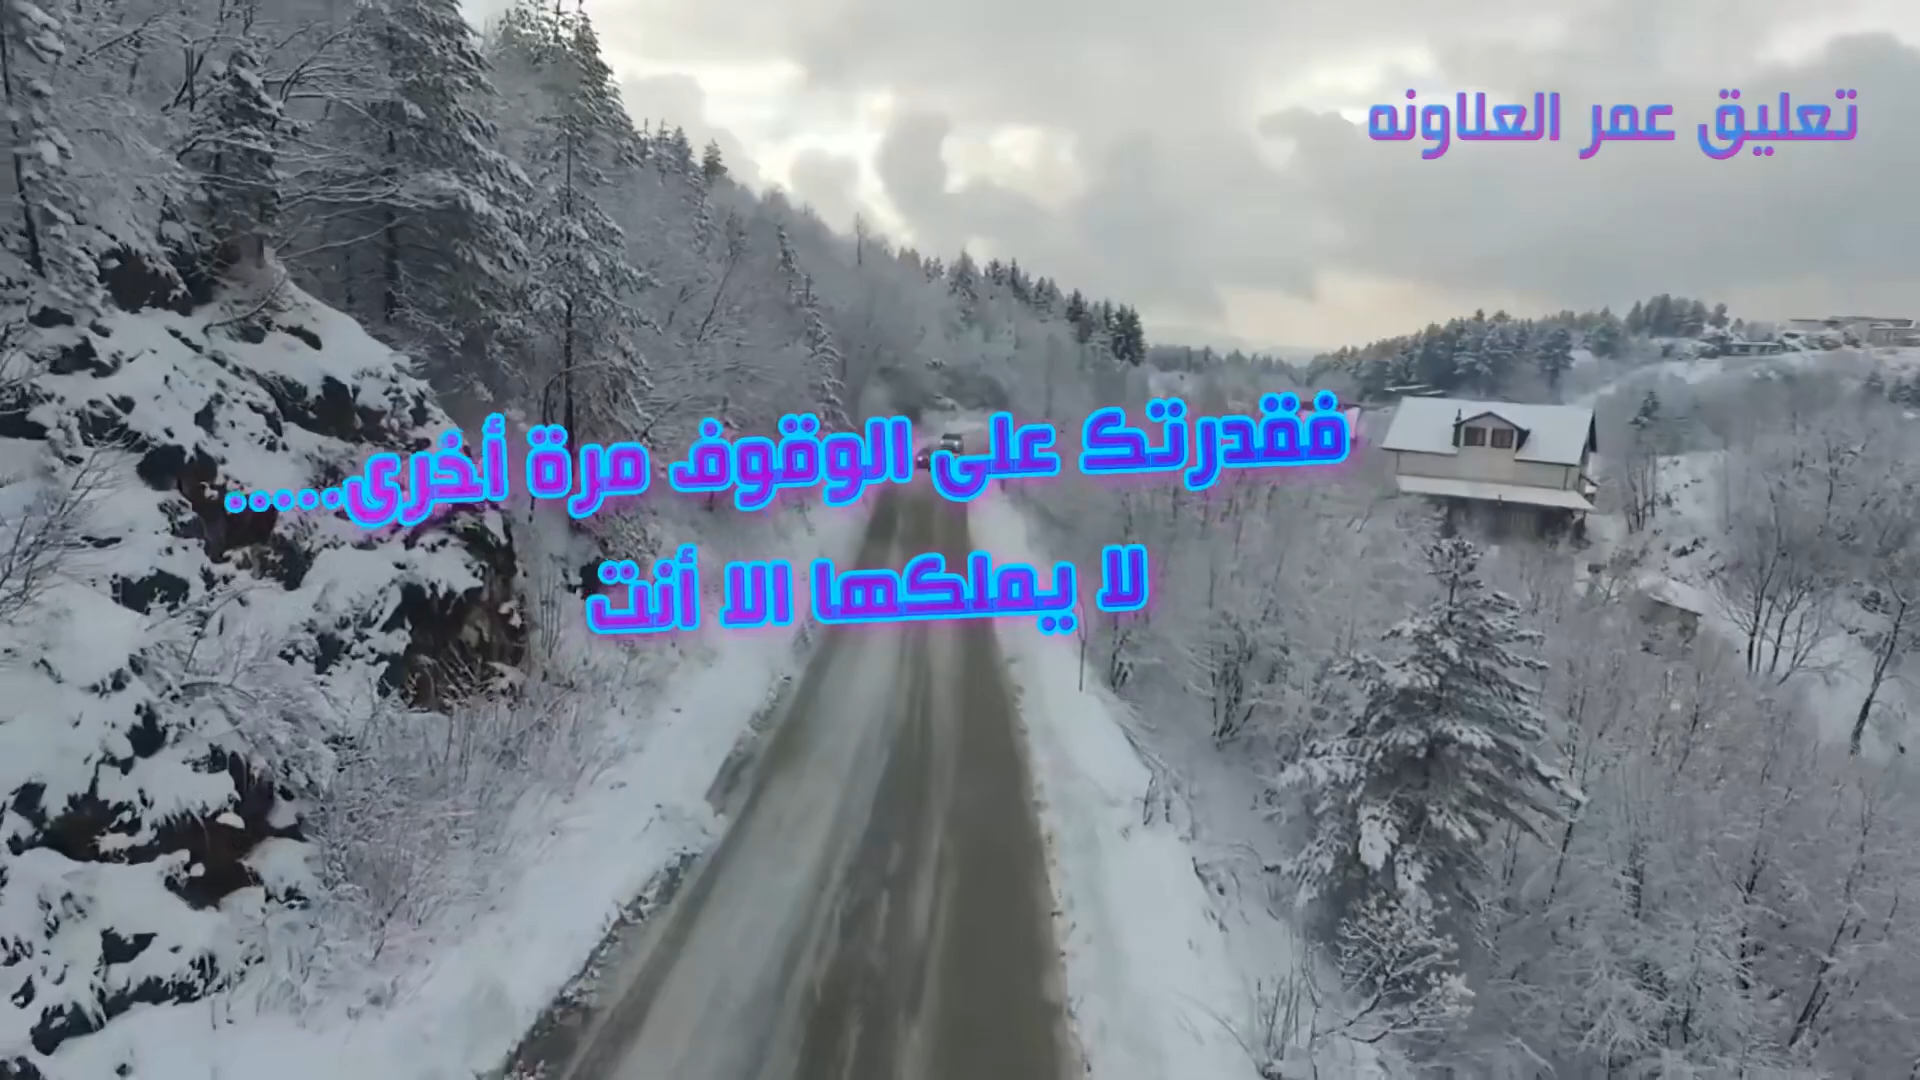 تعليق عمر العلاونه
فقدرتك على الوقوف مرة أخرى.....
لا يملكها الا أنت